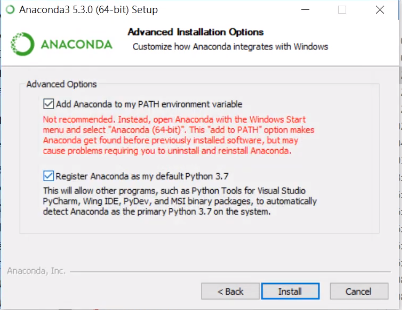 Anaconda3 5.3.0 (64-bit) Setup
ANACONDA
Advanced Installation Options
Customize how Anaconda integrates with Windows
Advanced Options
Add Anaconda to my PATH environment variable
Not recommended. Instead, open Anaconda with the Windows Start
menu and select "Anaconda (64-bit)". This "add to PATH" option makes
Anaconda get found before previously installed software, but may
cause problems requiring you to uninstall and reinstall Anaconda.
Register Anaconda as my default Python 3.7
This will allow other programs, such as Python Tools for Visual Studio
PyCharm, Wing IDE, PyDev, and MSI binary packages, to automatically
detect Anaconda as the primary Python 3.7 on the system.
Anaconda, Inc.
< Back
Install
Cancel